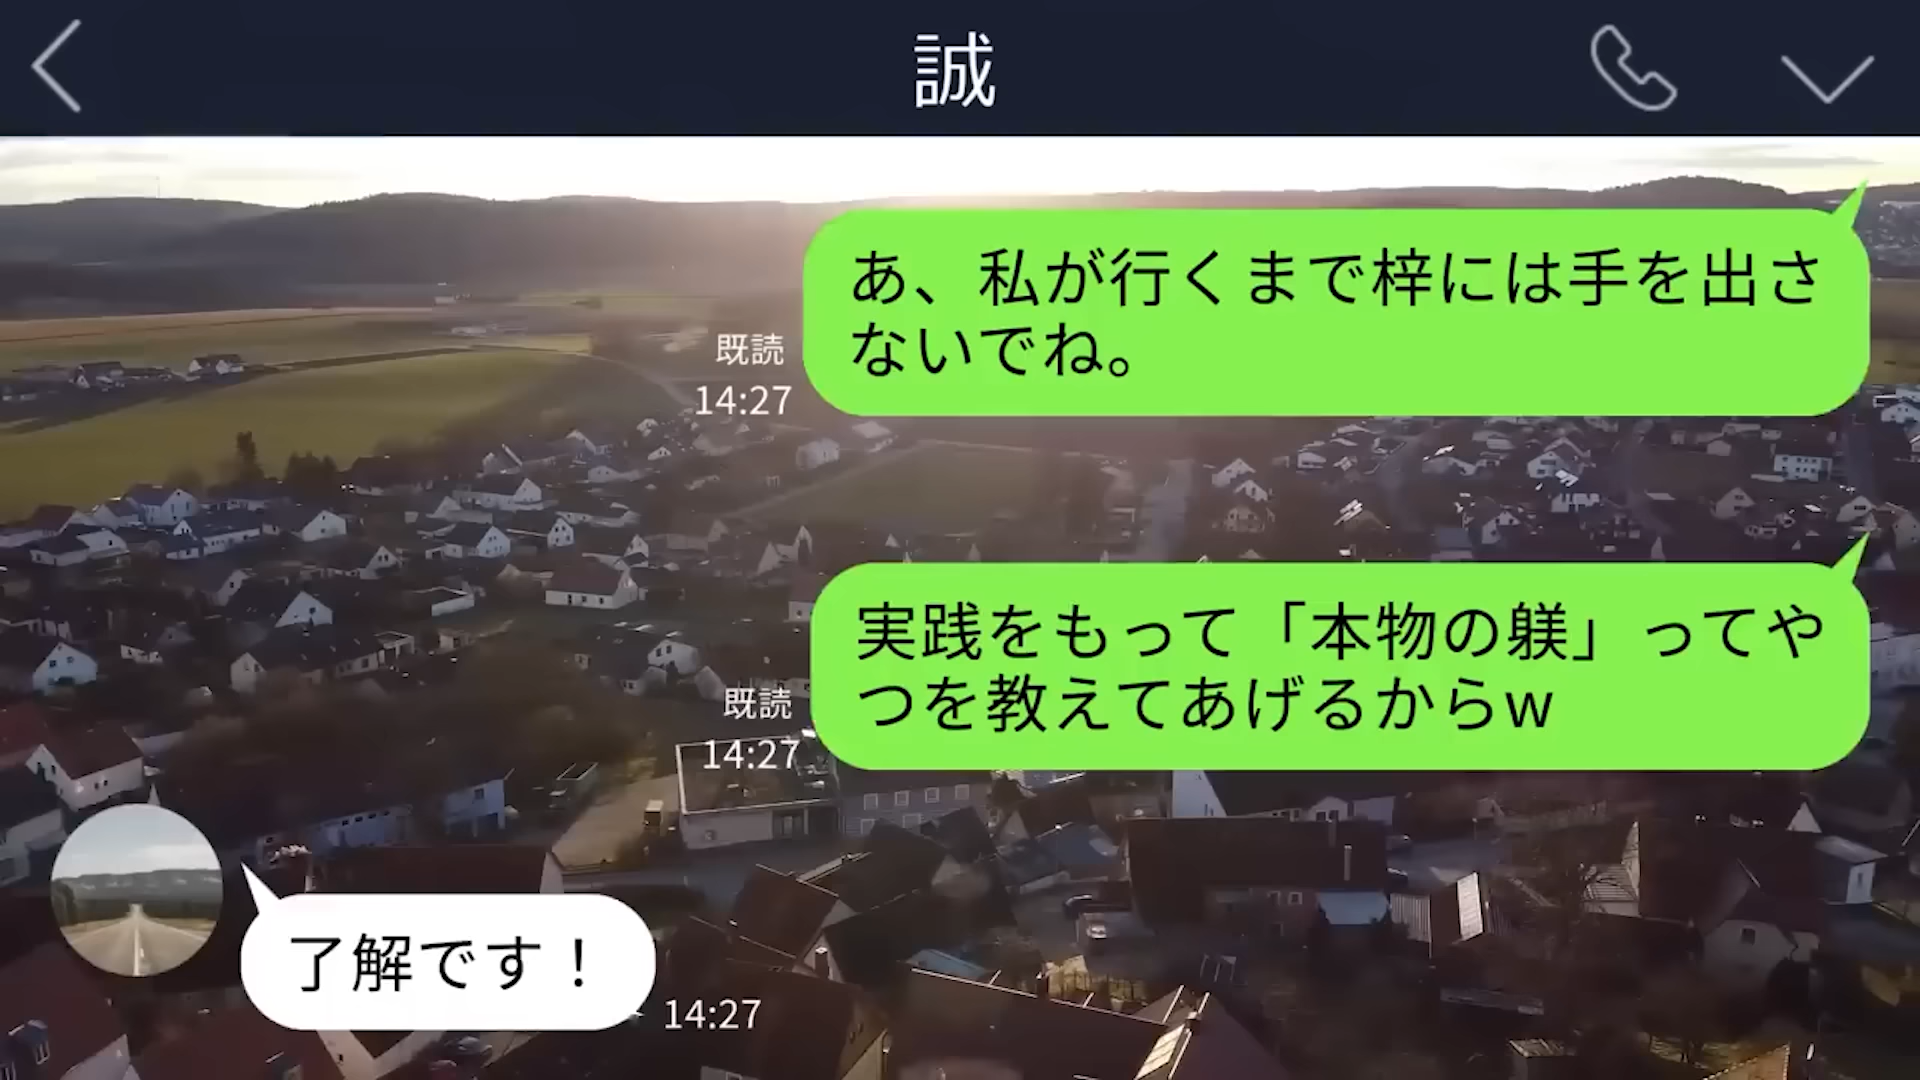 誠
あ、私が行くまで梓には手を出さ
ないでね。
既読
14:27
実践をもって「本物の躾」ってや
つを教えてあげるからw
既読
14:27
了解です！
14:27